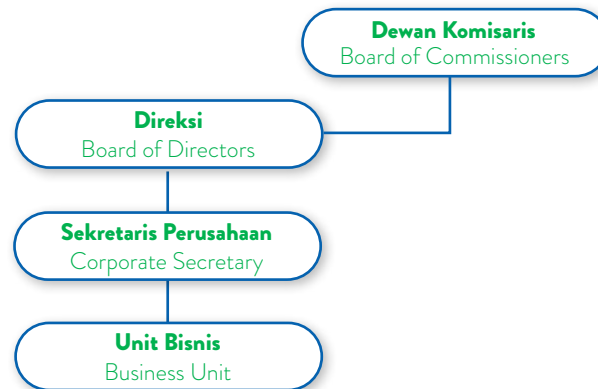 Dewan Komisaris
Board of Commissioners
Direksi
Board of Directors
Sekretaris Perusahaan
Corporate Secretary
Unit Bisnis
Business Unit